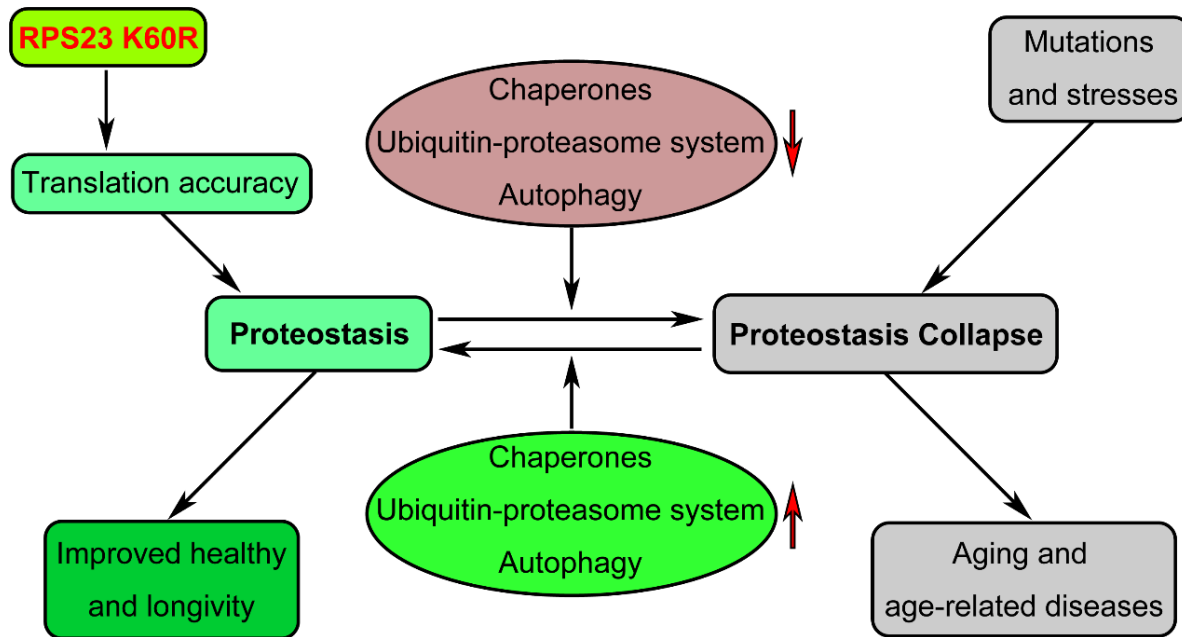 RPS23 K60R
Translation accuracy
Chaperones
Ubiquitin-proteasome system
Autophagy
Mutations
and stresses
Proteostasis
Proteostasis Collapse
Improved healthy
and longivity
Chaperones
Ubiquitin-proteasome system
Autophagy
Aging and
age-related diseases